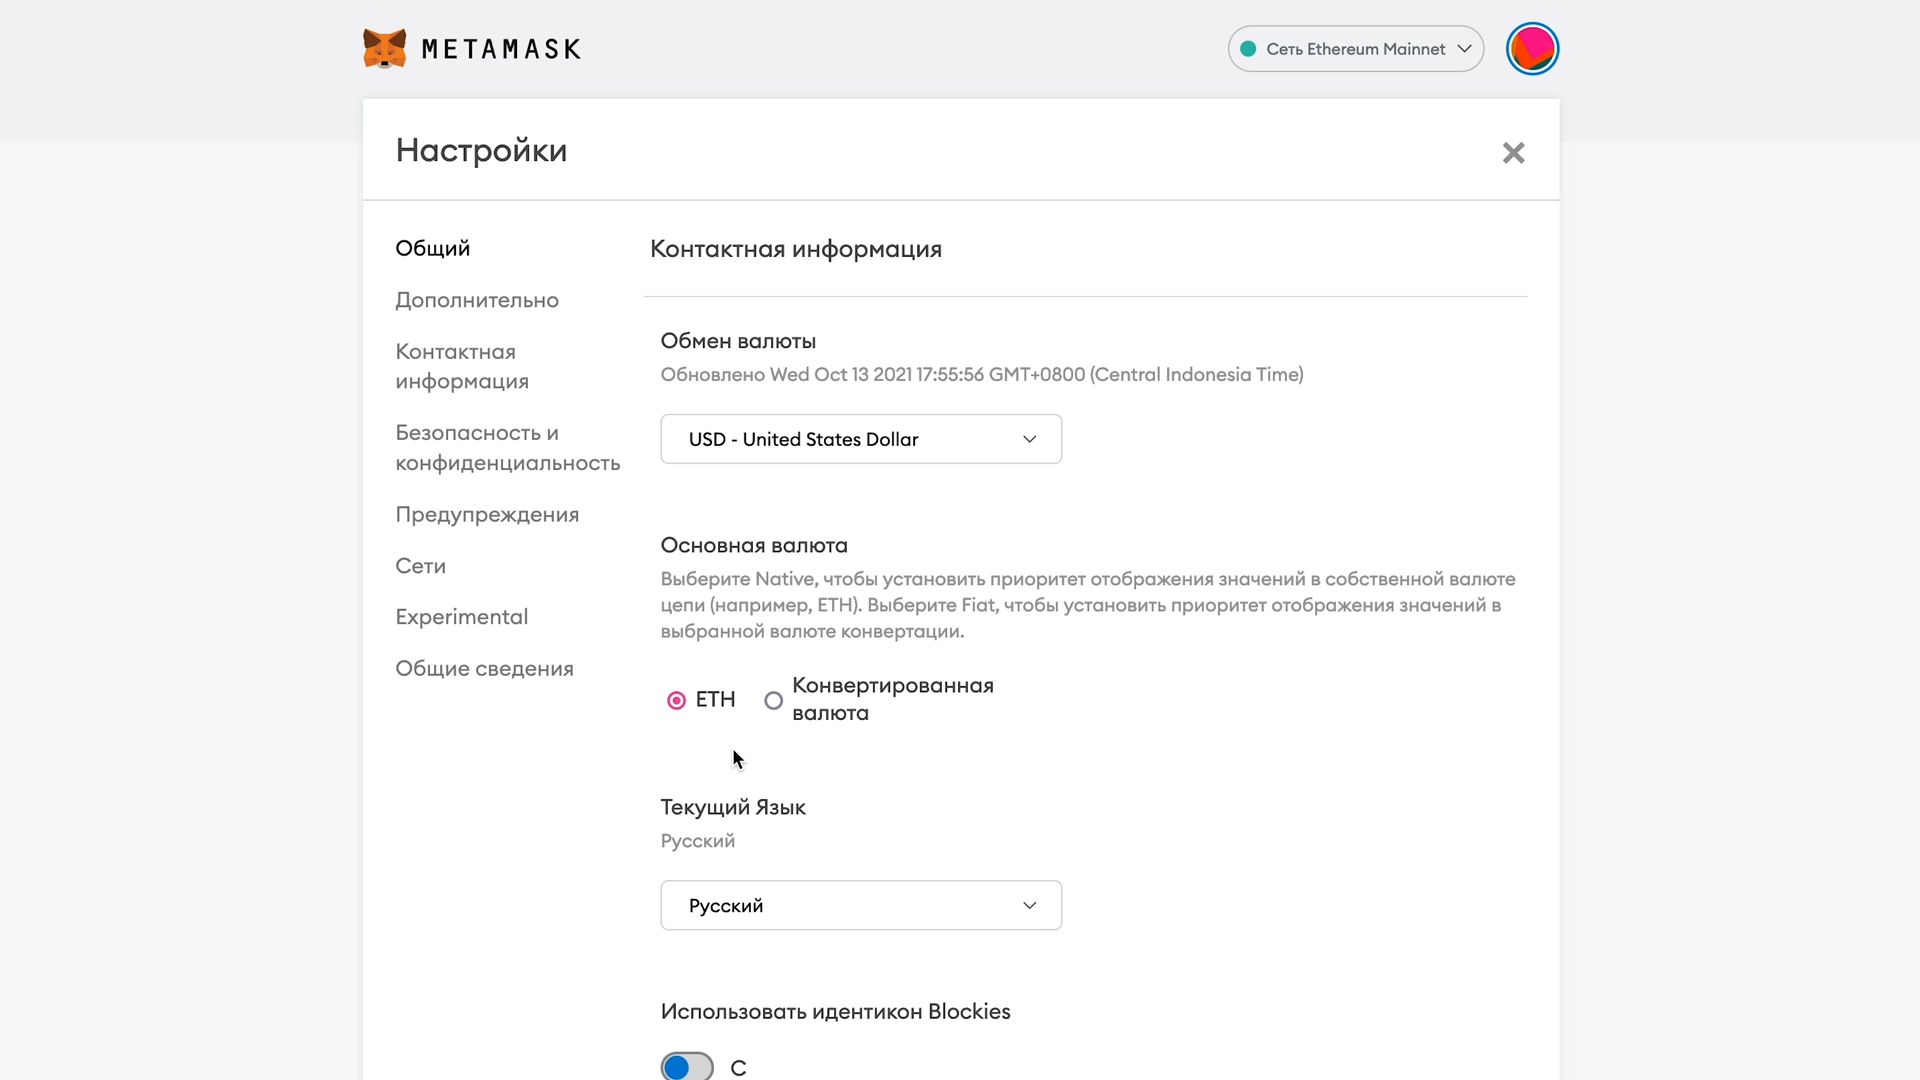 METAMASK
Сеть Ethereum Mainnet
Настройки
Общий
Дополнительно
Контактная
информация
Безопасность и
конфиденциальность
Предупреждения
Сети
Experimental
Общие сведения
Контактная информация
Обмен валюты
Обновлено Wed Oct 13 2021 17:55:56 GMT+0800 (Central Indonesia Time)
USD - United States Dollar
Основная валюта
Выберите Native, чтобы установить приоритет отображения значений в собственной валюте
цепи (например, ETH). Выберите Fiat, чтобы установить приоритет отображения значений в
выбранной валюте конвертации.
ETH
Конвертированная
валюта
Текущий Язык
Русский
Русский
Использовать идентикон Blockies
С